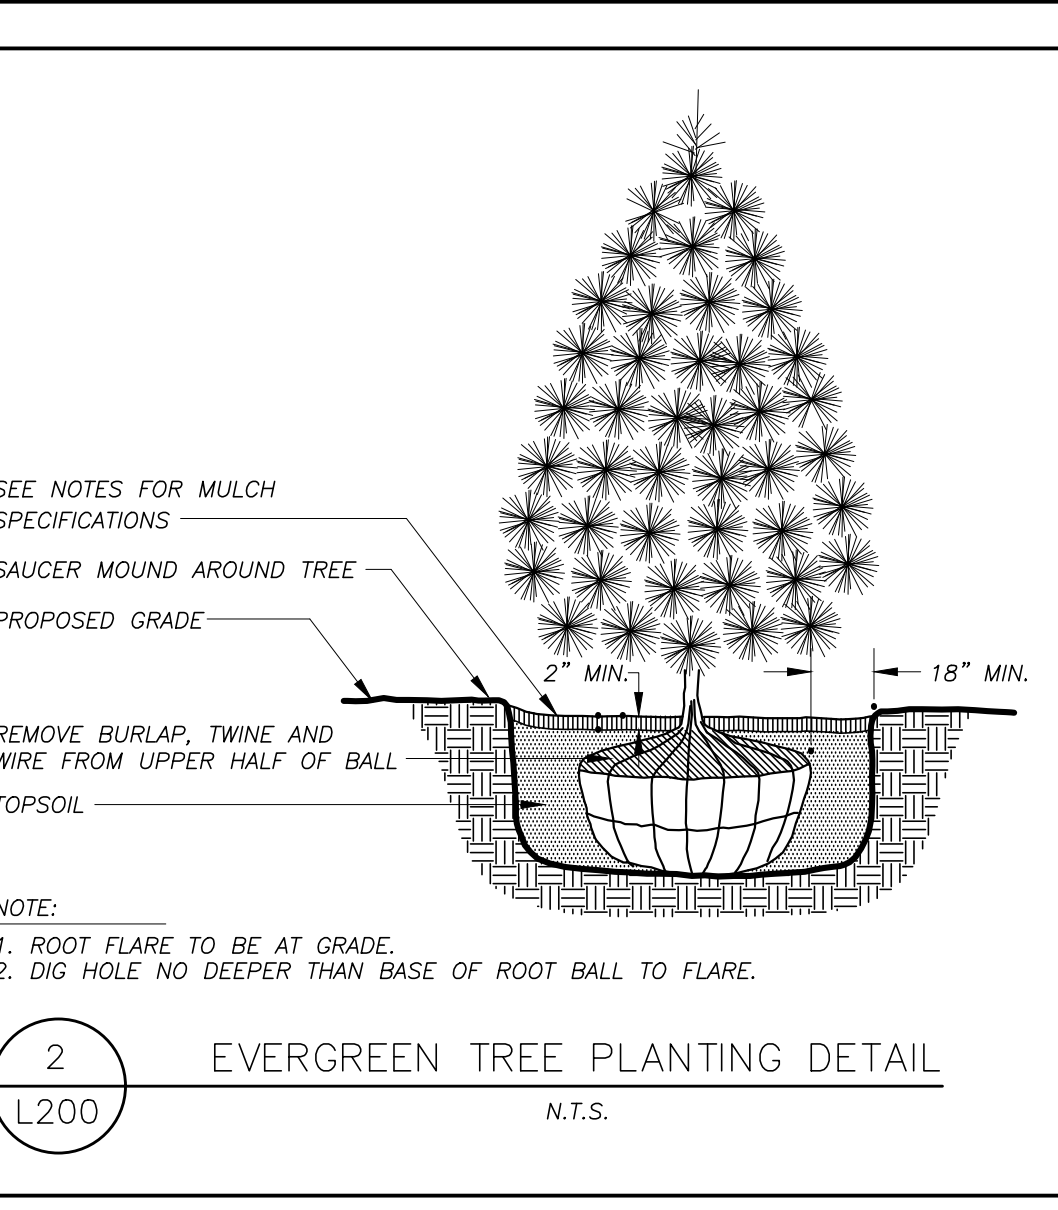 SEE NOTES FOR MULCH
SPECIFICATIONS
SAUCER MOUND AROUND TREE
PROPOSED GRADE
2” MIN.
18” MIN.
REMOVE BURLAP, TWINE AND
WIRE FROM UPPER HALF OF BALL
TOPSOIL
NOTE:
1. ROOT FLARE TO BE AT GRADE.
2. DIG HOLE NO DEEPER THAN BASE OF ROOT BALL TO FLARE.
2
L200
EVERGREEN TREE PLANTING DETAIL
N.T.S.